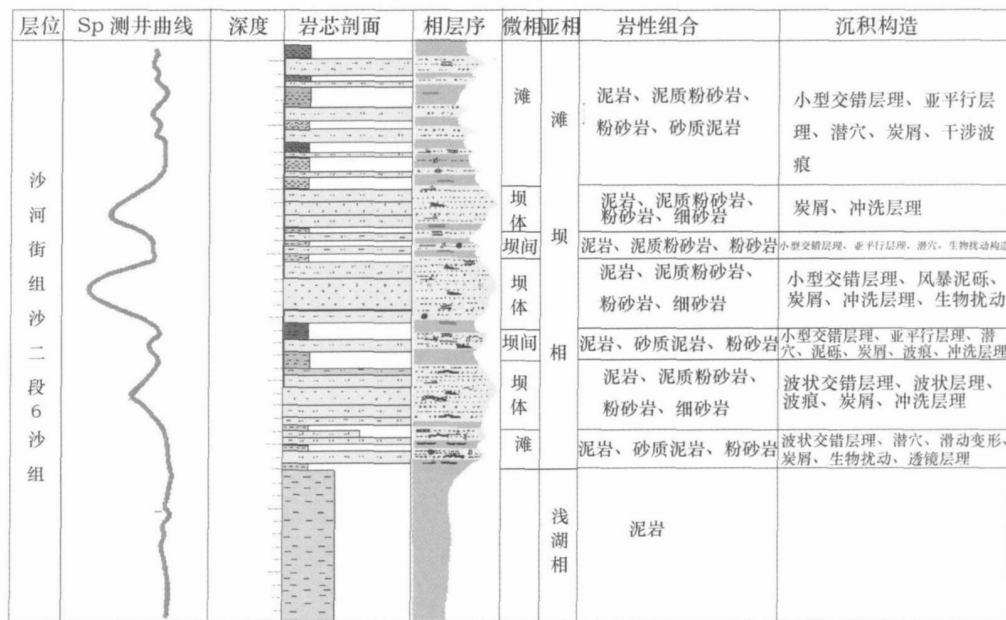 层位 Sp 测井曲线 深度 岩芯剖面 相层序 微相 亚相 岩性组合 沉积构造
沙河街组沙二段6沙组
滩坝相
浅湖相
滩
泥岩、泥质粉砂岩、
粉砂岩、砂质泥岩
小型交错层理、亚平行层
理、潜穴、炭屑、干涉波
痕
坝体
泥岩、泥质粉砂岩、
粉砂岩、细砂岩
炭屑、冲洗层理
坝间
泥岩、泥质粉砂岩、粉砂岩
小型交错层理、亚平行层理、潜穴、生物扰动构造
坝体
泥岩、泥质粉砂岩、
粉砂岩、细砂岩
小型交错层理、风暴泥砾、
炭屑、冲洗层理、生物扰动
坝间
泥岩、砂质泥岩、粉砂岩
小型交错层理、亚平行层理、潜
穴、泥砾、炭屑、波痕、冲洗层理
坝体
泥岩、泥质粉砂岩、
粉砂岩、细砂岩
波状交错层理、波状层理、
波痕、炭屑、冲洗层理
滩
泥岩、砂质泥岩、粉砂岩
波状交错层理、潜穴、滑动变形、
炭屑、生物扰动、透镜层理
泥岩